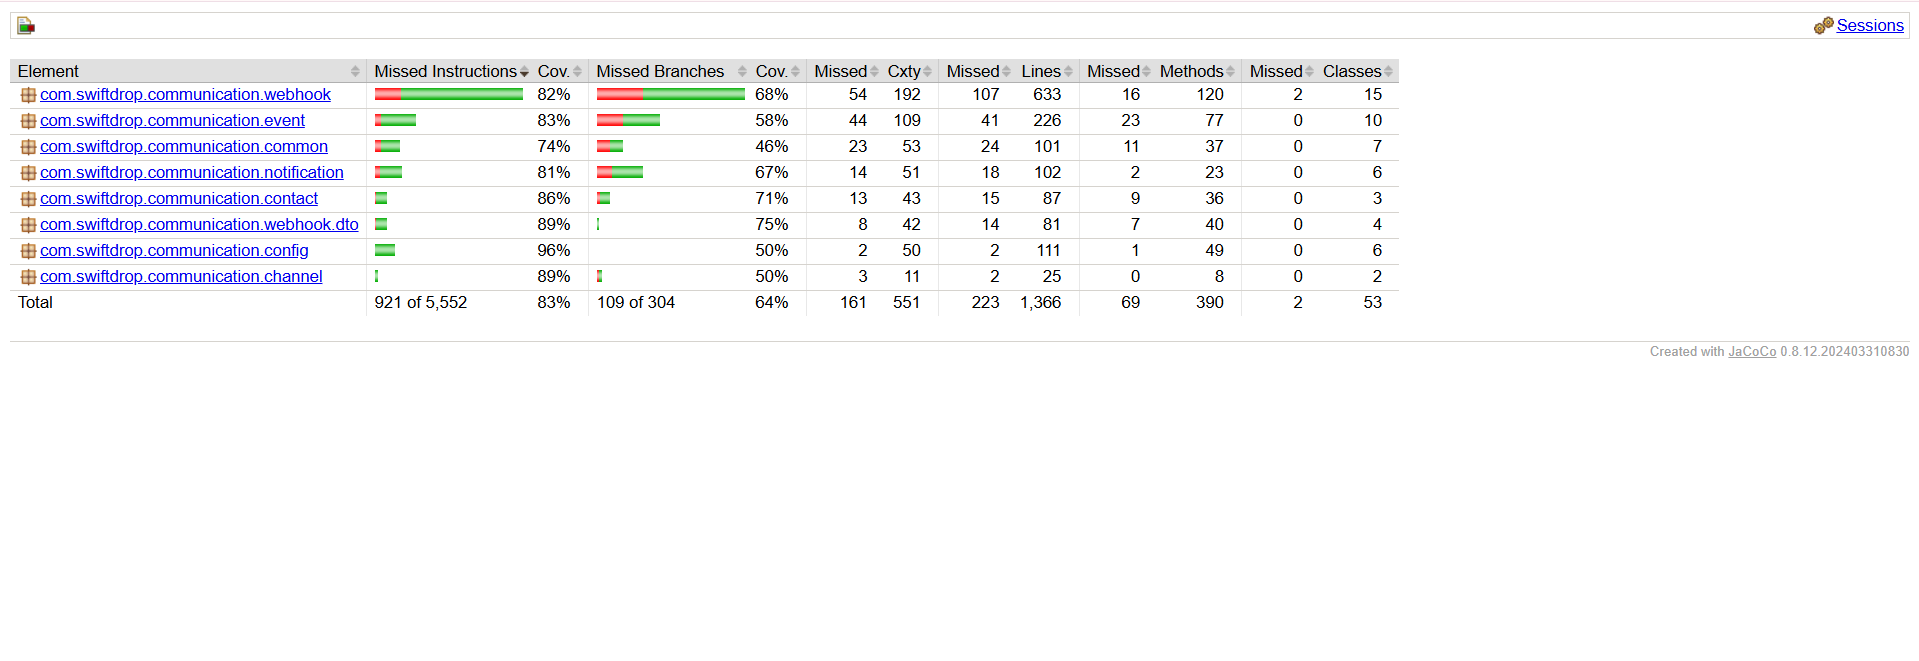 Sessions
Element Missed Instructions Cov. Missed Branches Cov. Missed Cxty Missed Lines Missed Methods Missed Classes
com.swiftdrop.communication.webhook 82% 68% 54 192 107 633 16 120 2 15
com.swiftdrop.communication.event 83% 58% 44 109 41 226 23 77 0 10
com.swiftdrop.communication.common 74% 46% 23 53 24 101 11 37 0 7
com.swiftdrop.communication.notification 81% 67% 14 51 18 102 2 23 0 6
com.swiftdrop.communication.contact 86% 71% 13 43 15 87 9 36 0 3
com.swiftdrop.communication.webhook.dto 89% 75% 8 42 14 81 7 40 0 4
com.swiftdrop.communication.config 96% 50% 2 50 2 111 1 49 0 6
com.swiftdrop.communication.channel 89% 50% 3 11 2 25 0 8 0 2
Total 921 of 5,552 83% 109 of 304 64% 161 551 223 1,366 69 390 2 53
Created with JaCoCo 0.8.12.202403310830